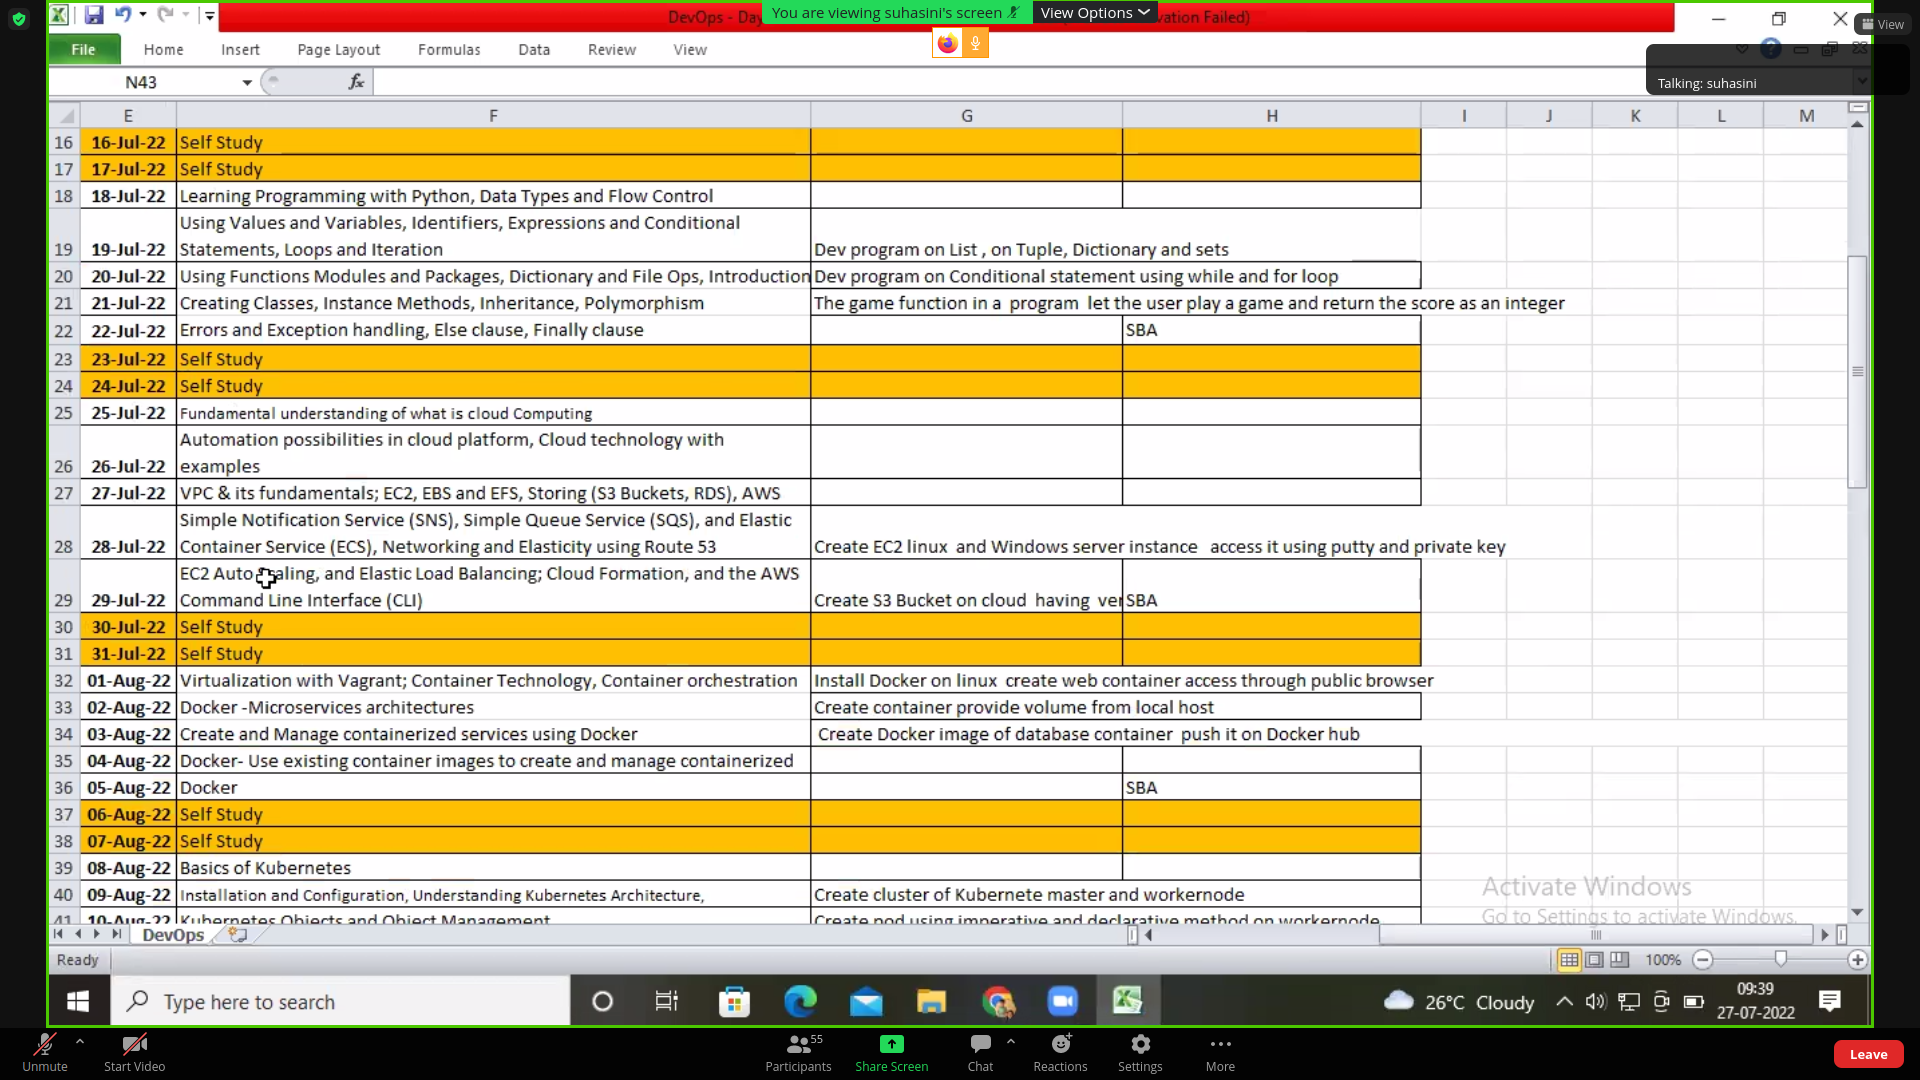 DevOps - Day
You are viewing suhasini's screen
View Options
vation Failed)
View
File
Home
Insert
Page Layout
Formulas
Data
Review
View
Talking: suhasini
N43
fx
E F G H I J K L M
16 16-Jul-22 Self Study
17 17-Jul-22 Self Study
18 18-Jul-22 Learning Programming with Python, Data Types and Flow Control
Using Values and Variables, Identifiers, Expressions and Conditional
19 19-Jul-22 Statements, Loops and Iteration Dev program on List , on Tuple, Dictionary and sets
20 20-Jul-22 Using Functions Modules and Packages, Dictionary and File Ops, Introduction Dev program on Conditional statement using while and for loop
21 21-Jul-22 Creating Classes, Instance Methods, Inheritance, Polymorphism The game function in a program let the user play a game and return the score as an integer
22 22-Jul-22 Errors and Exception handling, Else clause, Finally clause SBA
23 23-Jul-22 Self Study
24 24-Jul-22 Self Study
25 25-Jul-22 Fundamental understanding of what is cloud Computing
Automation possibilities in cloud platform, Cloud technology with
26 26-Jul-22 examples
27 27-Jul-22 VPC & its fundamentals; EC2, EBS and EFS, Storing (S3 Buckets, RDS), AWS
Simple Notification Service (SNS), Simple Queue Service (SQS), and Elastic
28 28-Jul-22 Container Service (ECS), Networking and Elasticity using Route 53 Create EC2 linux and Windows server instance access it using putty and private key
EC2 Auto Scaling, and Elastic Load Balancing; Cloud Formation, and the AWS
29 29-Jul-22 Command Line Interface (CLI) Create S3 Bucket on cloud having ver SBA
30 30-Jul-22 Self Study
31 31-Jul-22 Self Study
32 01-Aug-22 Virtualization with Vagrant; Container Technology, Container orchestration Install Docker on linux create web container access through public browser
33 02-Aug-22 Docker -Microservices architectures Create container provide volume from local host
34 03-Aug-22 Create and Manage containerized services using Docker Create Docker image of database container push it on Docker hub
35 04-Aug-22 Docker- Use existing container images to create and manage containerized
36 05-Aug-22 Docker SBA
37 06-Aug-22 Self Study
38 07-Aug-22 Self Study
39 08-Aug-22 Basics of Kubernetes
40 09-Aug-22 Installation and Configuration, Understanding Kubernetes Architecture, Create cluster of Kubernete master and workernode
41 10-Aug-22 Kubernetes Objects and Object Management Create pod using imperative and declarative method on workernode
Activate Windows
Go to Settings to activate Windows.
DevOps
Ready
100%
Type here to search
26°C Cloudy
09:39
27-07-2022
Unmute
Start Video
Participants 55
Share Screen
Chat
Reactions
Settings
More
Leave